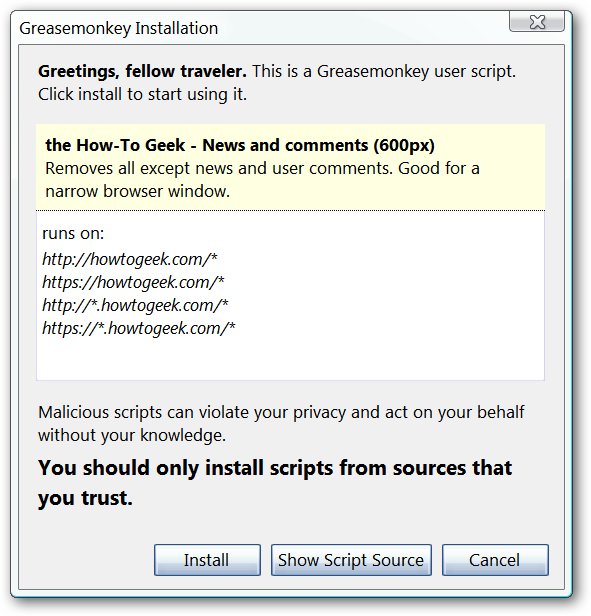 Greasemonkey Installation
Greetings, fellow traveler. This is a Greasemonkey user script.
Click install to start using it.
the How-To Geek - News and comments (600px)
Removes all except news and user comments. Good for a
narrow browser window.
runs on:
http://howtogeek.com/*
https://howtogeek.com/*
http://*.howtogeek.com/*
https://*.howtogeek.com/*
Malicious scripts can violate your privacy and act on your behalf
without your knowledge.
You should only install scripts from sources that
you trust.
Install Show Script Source Cancel